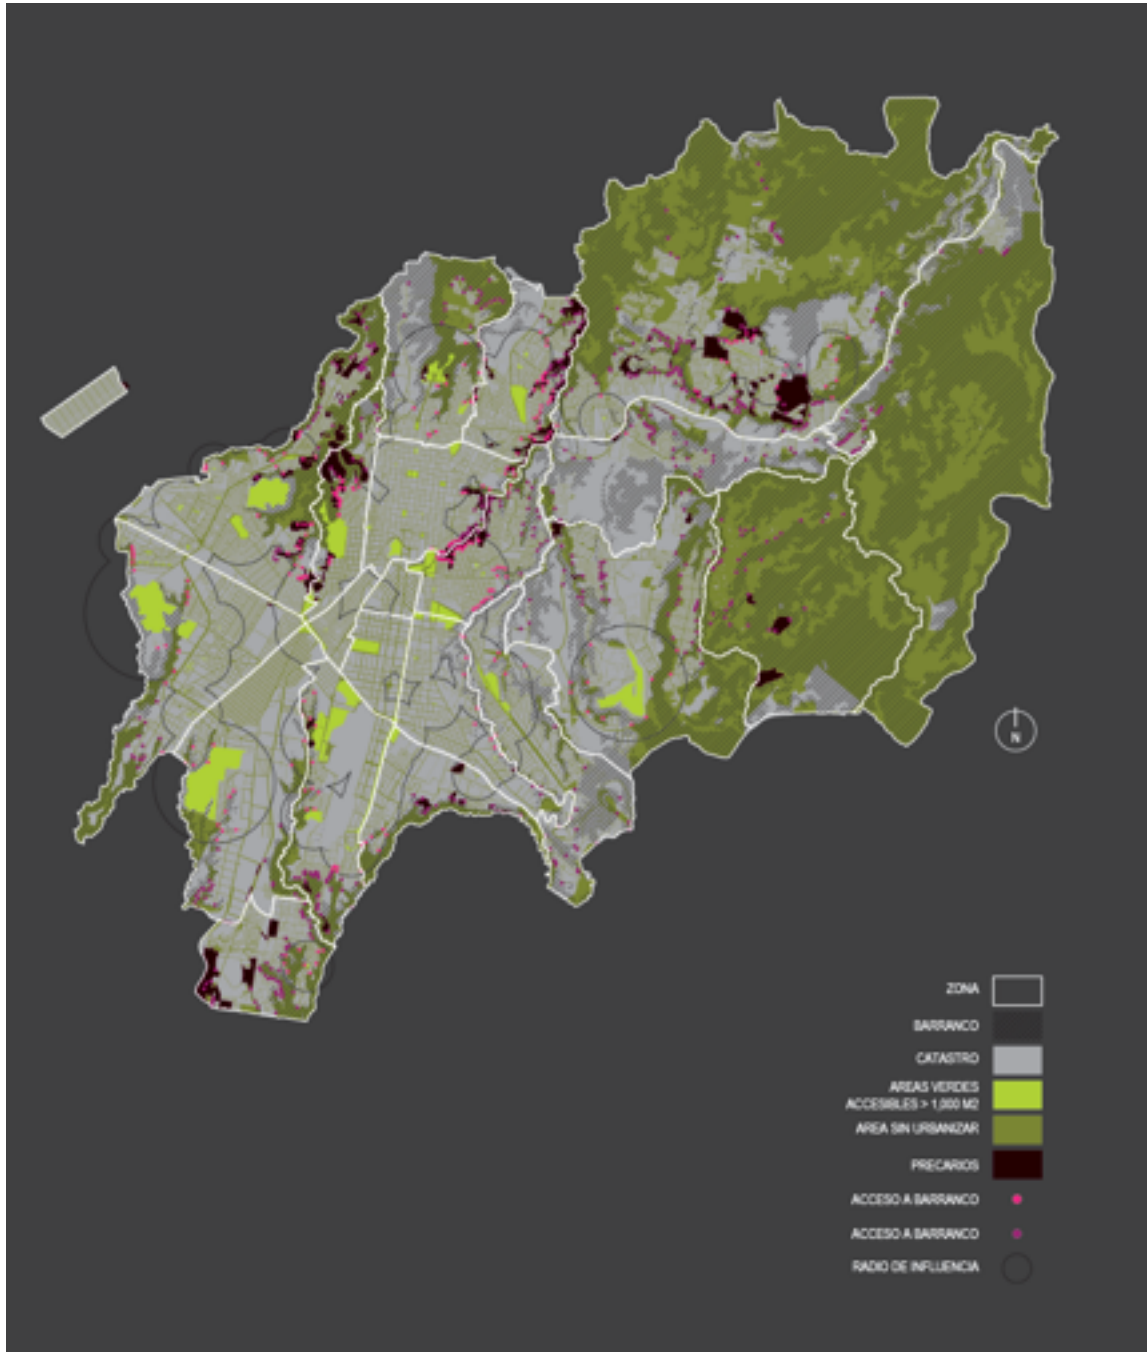 N
ZONA
BARRANCO
CATASTRO
AREAS VERDES
ACCESIBLES > 1,000 M2
AREA SIN URBANIZAR
PRECARIOS
ACCESO A BARRANCO
ACCESO A BARRANCO
RADIO DE INFLUENCIA